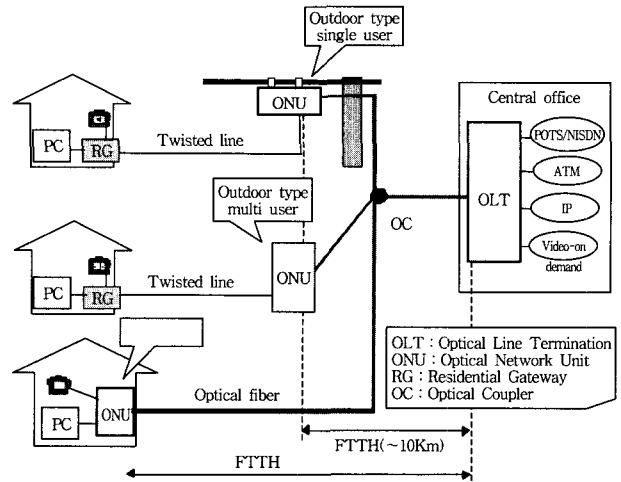 Outdoor type
single user
ONU
Central office
PC
RG
Twisted line
POTS/NISDN
ATM
OLT
IP
Video-on
demand
OC
Outdoor type
multi user
ONU
PC
RG
Twisted line
OLT : Optical Line Termination
ONU : Optical Network Unit
RG : Residential Gateway
OC : Optical Coupler
PC
ONU
Optical fiber
FTTH(~10Km)
FTTH